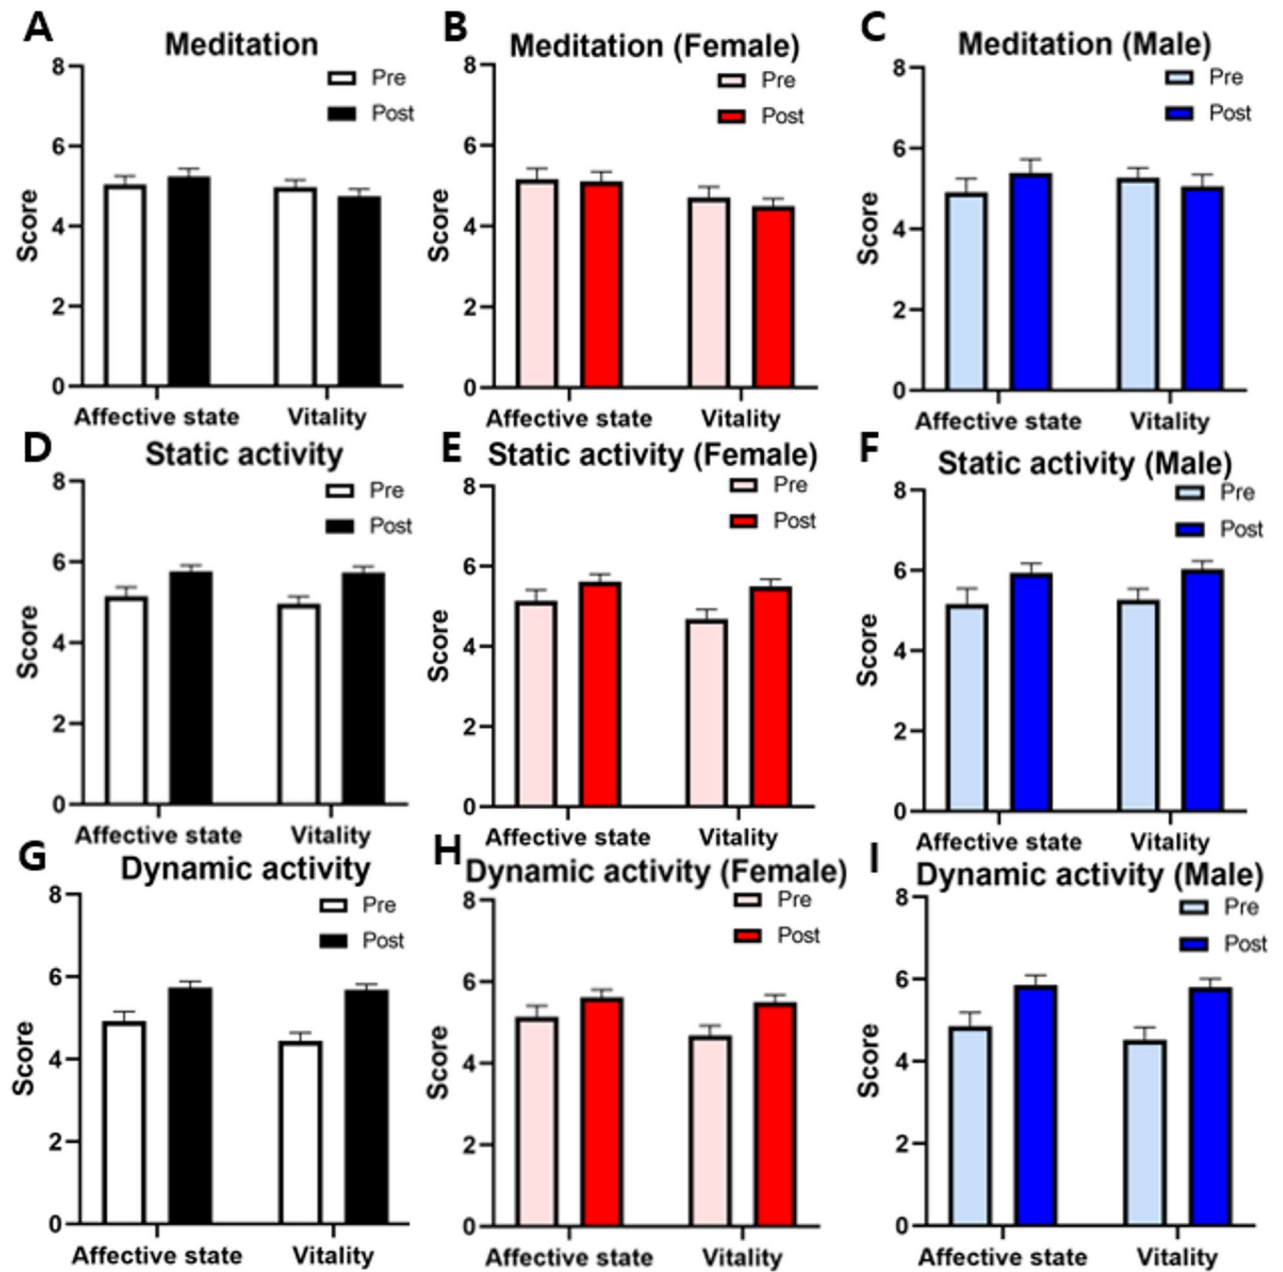 A
Meditation
Pre
Post
8
6
4
2
0
Score
Affective state
Vitality
B
Meditation (Female)
Pre
Post
8
6
4
2
0
Score
Affective state
Vitality
C
Meditation (Male)
Pre
Post
8
6
4
2
0
Score
Affective state
Vitality
D
Static activity
Pre
Post
8
6
4
2
0
Score
Affective state
Vitality
E
Static activity (Female)
Pre
Post
8
6
4
2
0
Score
Affective state
Vitality
F
Static activity (Male)
Pre
Post
8
6
4
2
0
Score
Affective state
Vitality
G
Dynamic activity
Pre
Post
8
6
4
2
0
Score
Affective state
Vitality
H
Dynamic activity (Female)
Pre
Post
8
6
4
2
0
Score
Affective state
Vitality
I
Dynamic activity (Male)
Pre
Post
8
6
4
2
0
Score
Affective state
Vitality